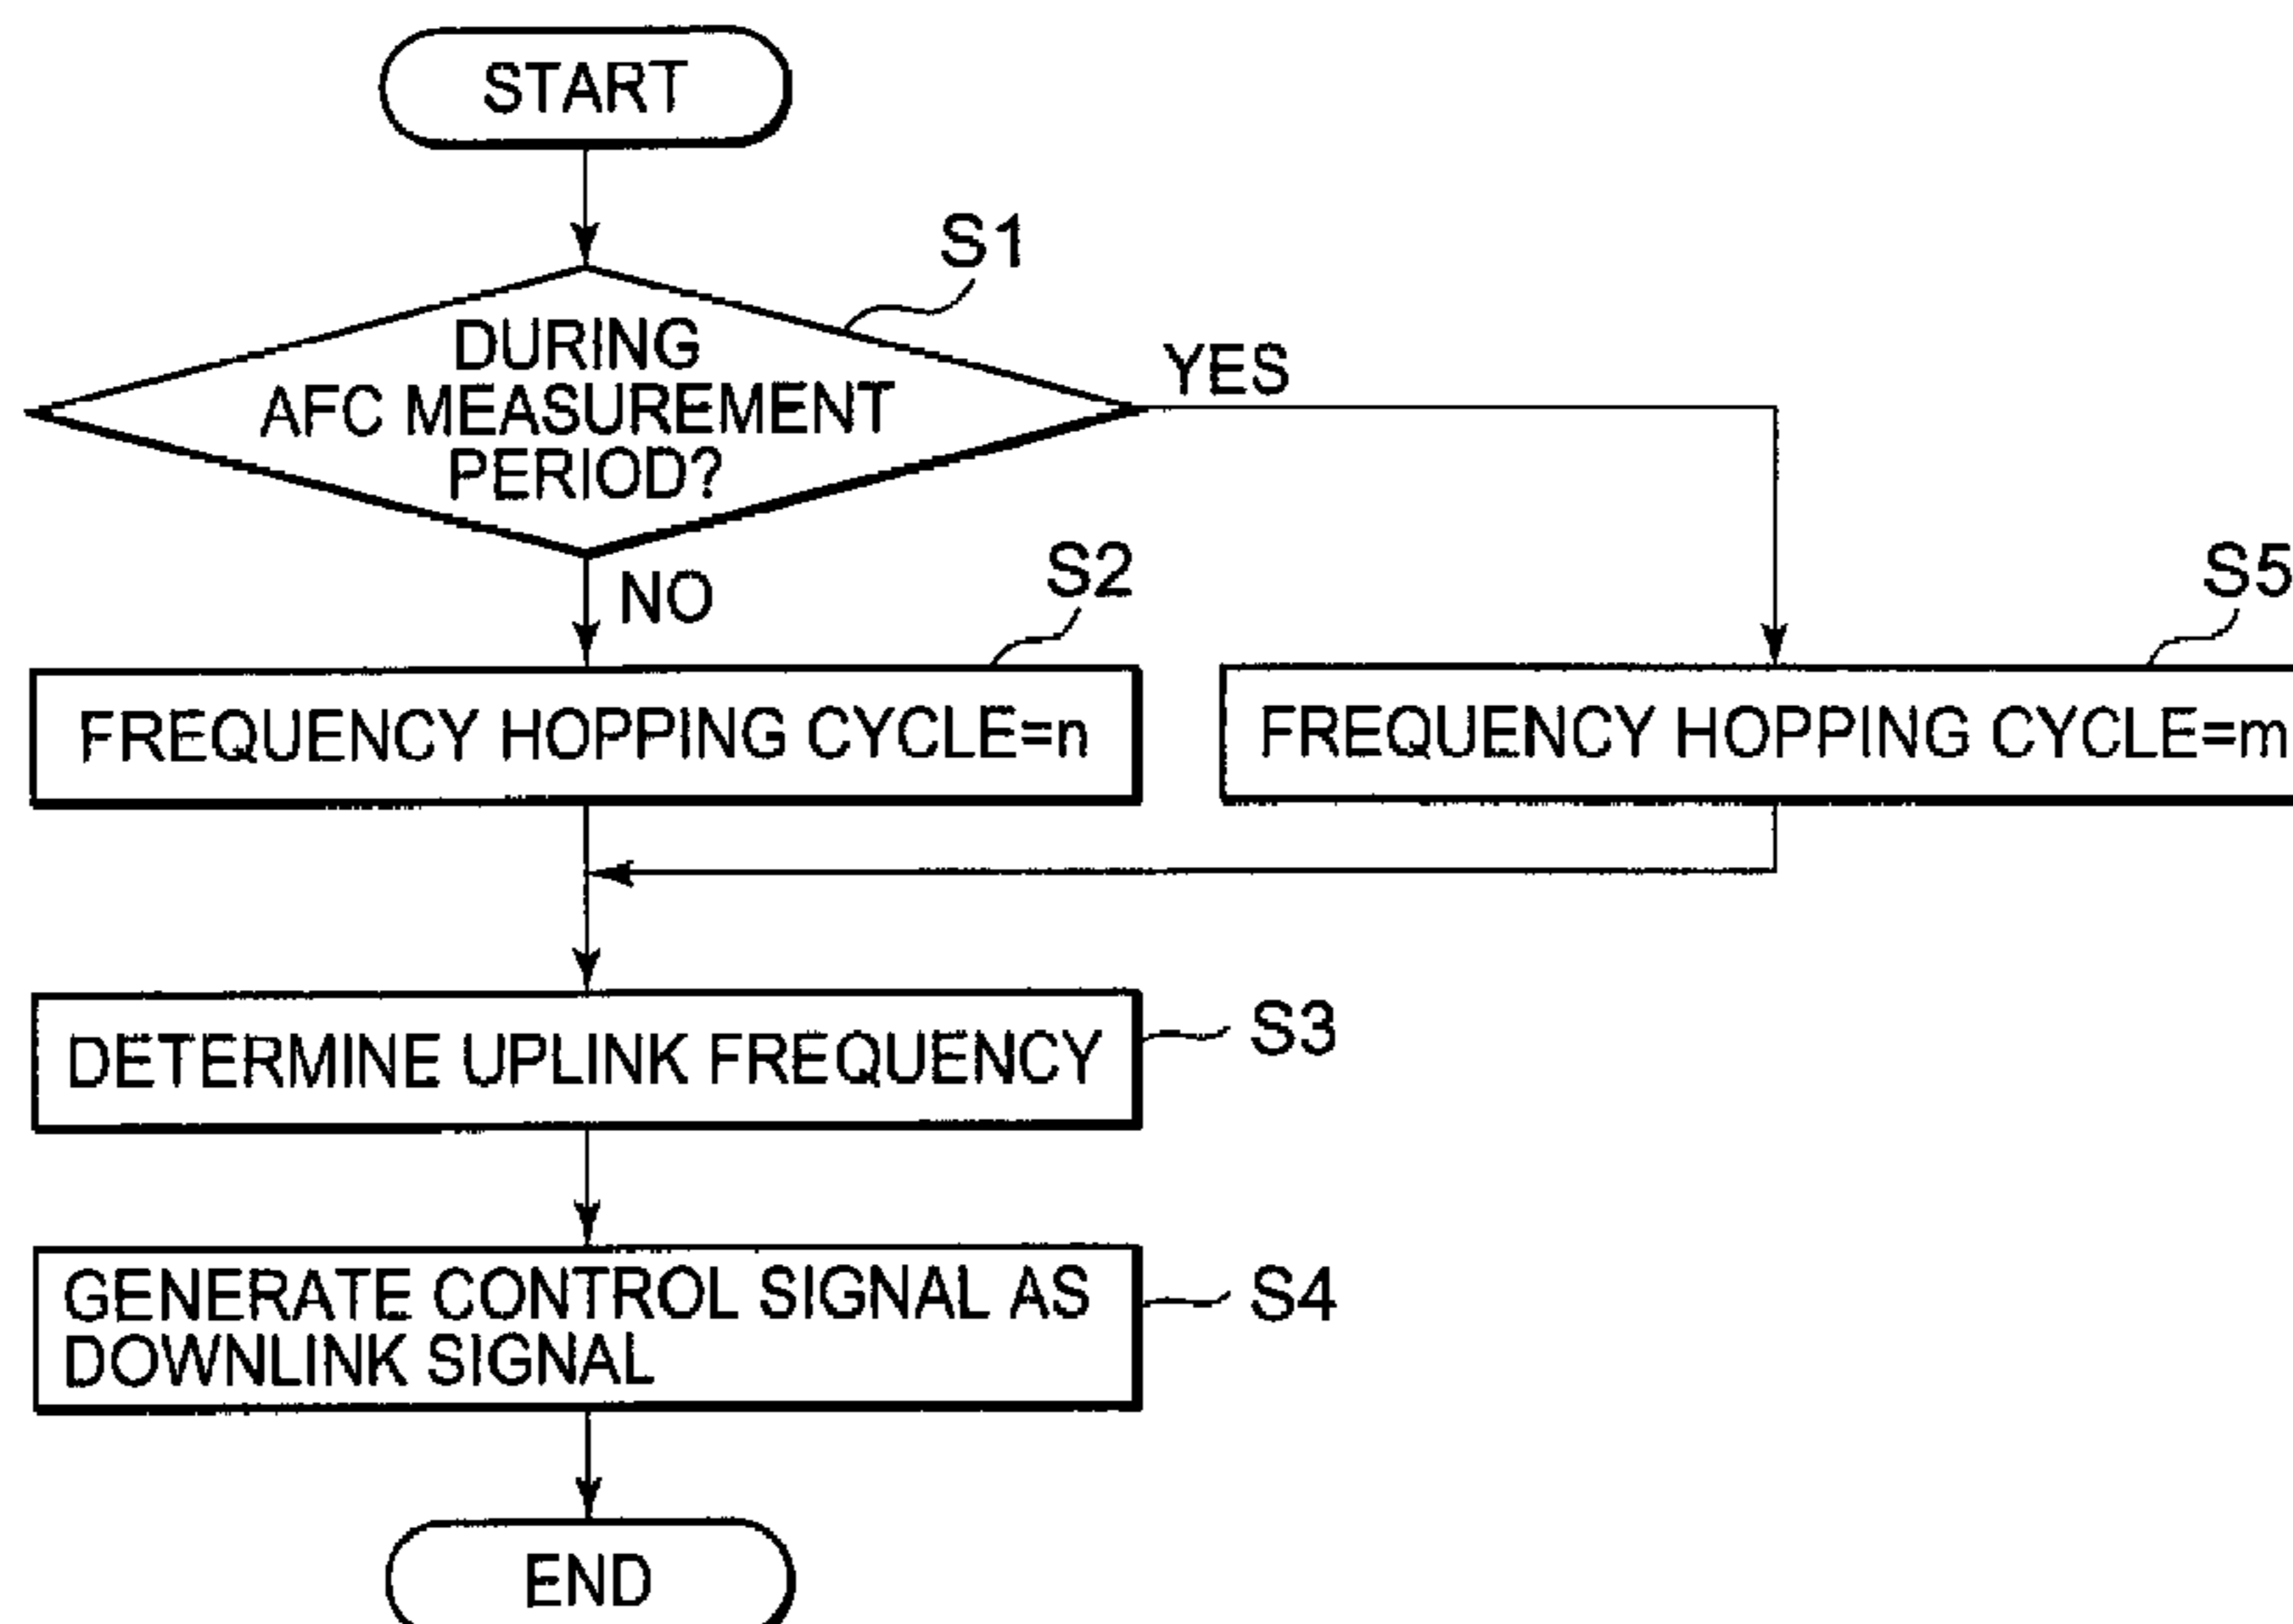 START
S1
DURING
AFC MEASUREMENT
PERIOD?
YES
NO
S2
S5
FREQUENCY HOPPING CYCLE=n
FREQUENCY HOPPING CYCLE=m
DETERMINE UPLINK FREQUENCY
S3
GENERATE CONTROL SIGNAL AS
DOWNLINK SIGNAL
S4
END